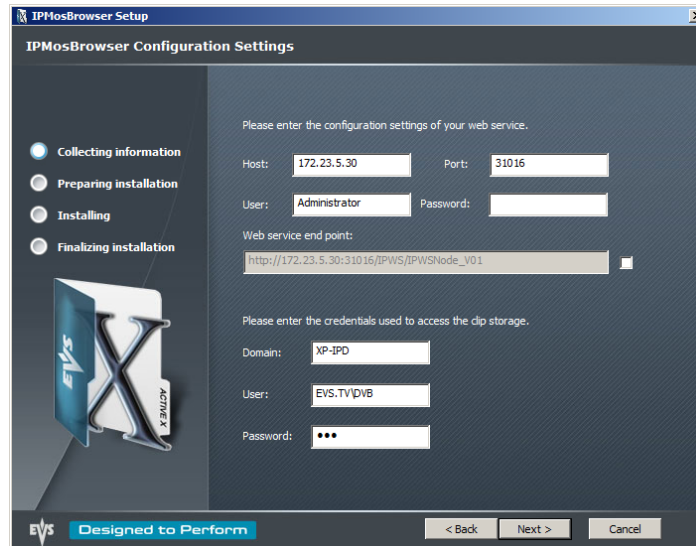 IPMosBrowser Setup
IPMosBrowser Configuration Settings
Please enter the configuration settings of your web service.
Collecting information
Host: 172.23.5.30 Port: 31016
Preparing installation
User: Administrator Password:
Installing
Web service end point:
Finalizing installation
http://172.23.5.30:31016/IPWS/IPWSNode_V01
Please enter the credentials used to access the clip storage.
Domain: XP-IPD
User: EVS.TV\DVB
Password: •••
EVS
X
ACTIVE X
EVS Designed to Perform
< Back Next > Cancel